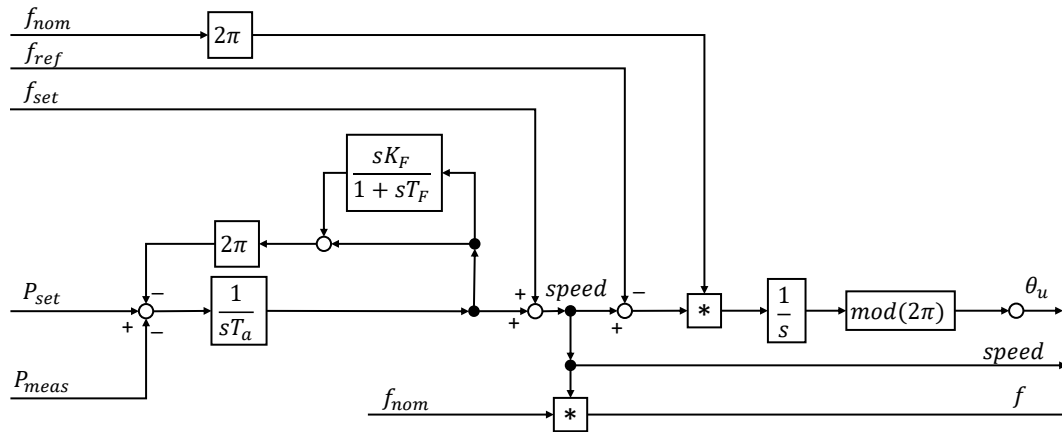 f_nom
2π
f_ref
f_set
sK_F
1 + sT_F
2π
P_set
−
+
−
1
sT_a
+
+
speed
−
+
*
1
s
mod(2π)
θ_u
speed
P_meas
f_nom
*
f